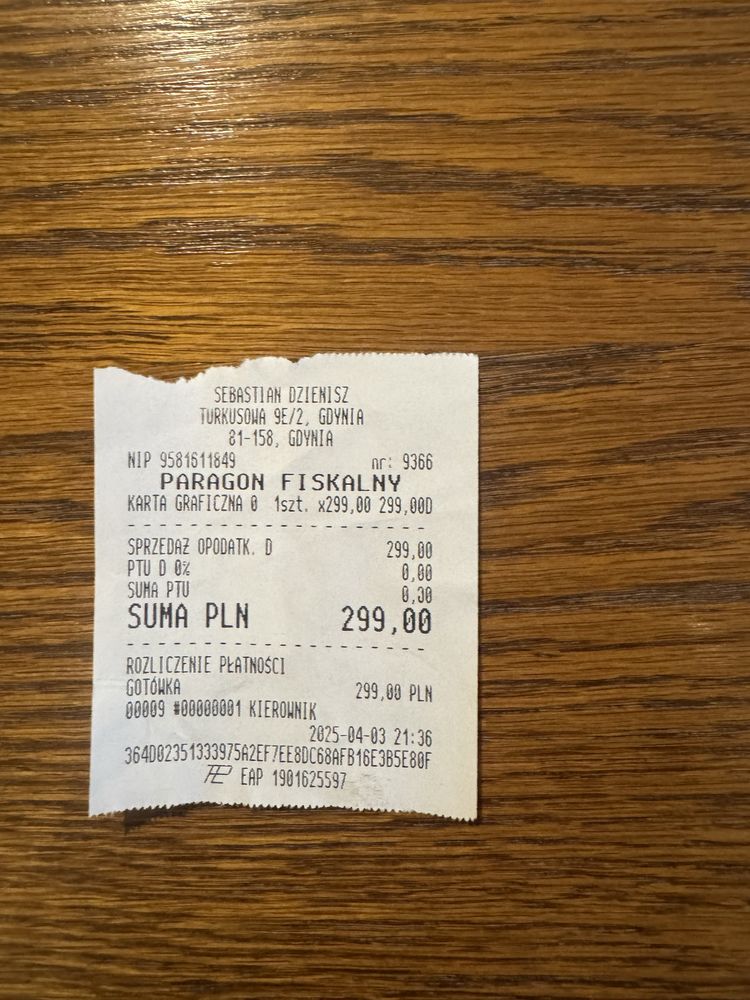 SEBASTIAN DZIENISZ
TURKUSOWA 9E/2, GDYNIA
81-158, GDYNIA
NIP 9581611849 nr: 9366
PARAGON FISKALNY
KARTA GRAFICZNA 0 1szt. x299,00 299,00D
SPRZEDAŻ OPODATK. D 299,00
PTU D 0% 0,00
SUMA PTU 0,00
SUMA PLN 299,00
ROZLICZENIE PŁATNOŚCI
GOTÓWKA 299,00 PLN
00009 #00000001 KIEROWNIK
2025-04-03 21:36
364D02351333975A2EF7EE8DC68AFB16E3B5E80F
EAP 1901625597